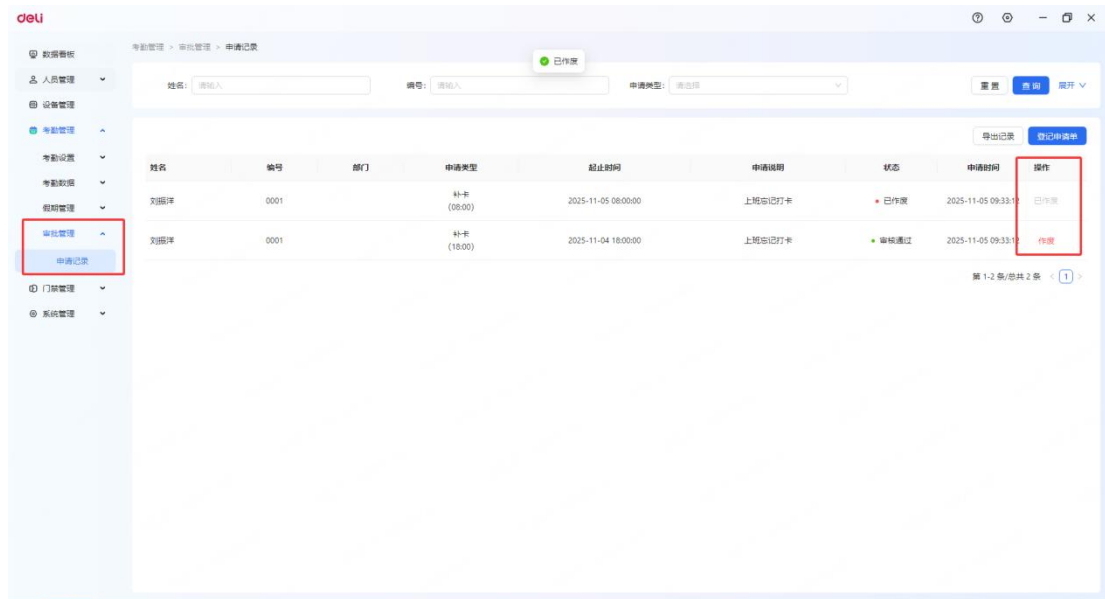 deli
数据看板
人员管理
设备管理
考勤管理
考勤设置
考勤数据
假期管理
审批管理
申请记录
门禁管理
系统管理
考勤管理 > 审批管理 > 申请记录
已作废
姓名: 请输入 编号: 请输入 申请类型: 请选择 重置 查询 展开
导出记录 登记申请单
姓名 编号 部门 申请类型 起止时间 申请说明 状态 申请时间 操作
刘振洋 0001 补卡 (08:00) 2025-11-05 08:00:00 上班忘记打卡 已作废 2025-11-05 09:33:12 已作废
刘振洋 0001 补卡 (18:00) 2025-11-04 18:00:00 上班忘记打卡 审核通过 2025-11-05 09:33:12 作废
第 1-2 条/总共 2 条 < 1 >